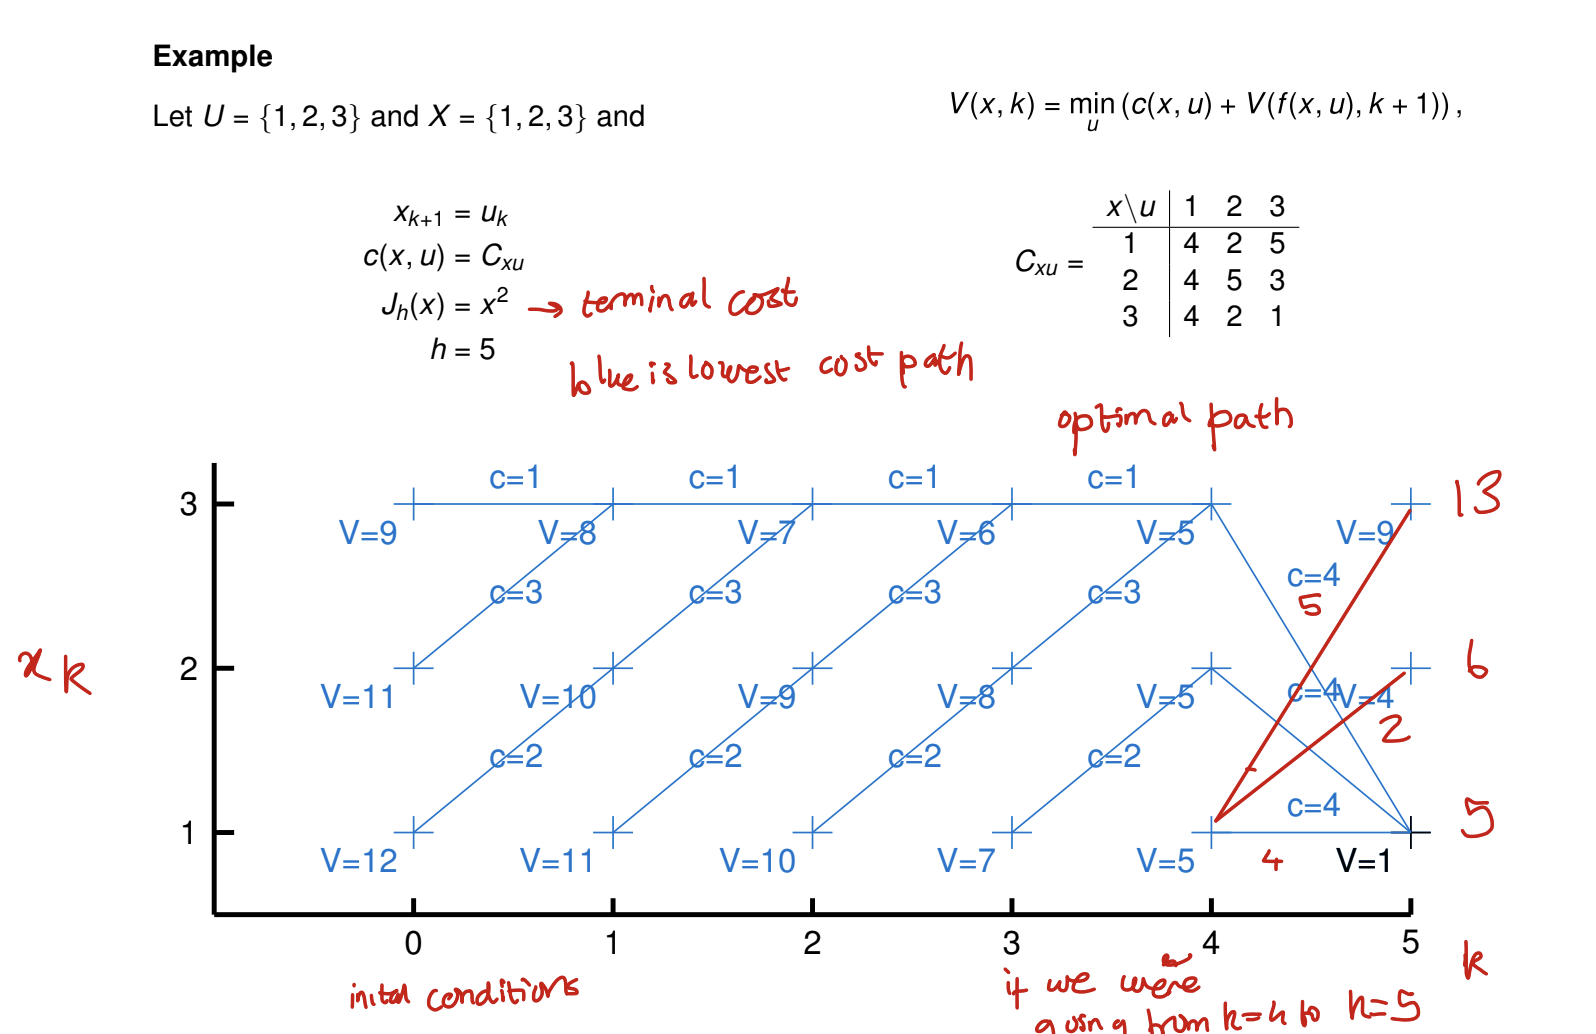 Example
Let U = {1, 2, 3} and X = {1, 2, 3} and
V(x, k) = min_u (c(x, u) + V(f(x, u), k + 1)) ,
x_{k+1} = u_k
c(x, u) = C_{xu}
J_h(x) = x^2 → terminal cost
h = 5
C_{xu} =
x\u 1 2 3
1 4 2 5
2 4 5 3
3 4 2 1
blue is lowest cost path
optimal path
c=1 c=1 c=1 c=1
3 13
V=9 V=8 V=7 V=6 V=5 V=9
c=4
5
c=3 c=3 c=3 c=3
x k 2 6
V=11 V=10 V=9 V=8 V=5 c=4 V=4
2
c=2 c=2 c=2 c=2
c=4
1 5
V=12 V=11 V=10 V=7 V=5 4 V=1
0 1 2 3 4 5 k
inital conditions
if we were
from k=4 to k=5